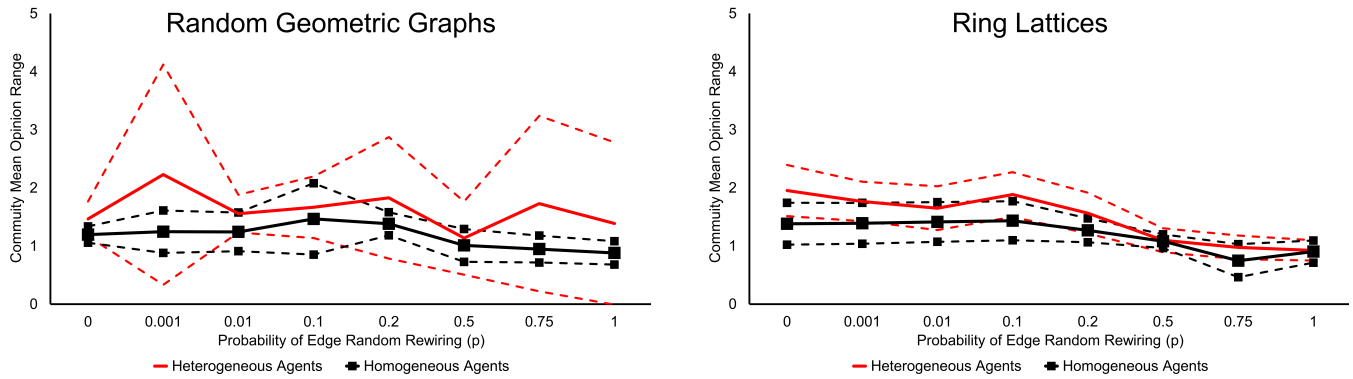 Random Geometric Graphs
Commuity Mean Opinion Range
5
4
3
2
1
0
0 0.001 0.01 0.1 0.2 0.5 0.75 1
Probability of Edge Random Rewiring (p)
Heterogeneous Agents Homogeneous Agents
Ring Lattices
Commuity Mean Opinion Range
5
4
3
2
1
0
0 0.001 0.01 0.1 0.2 0.5 0.75 1
Probability of Edge Random Rewiring (p)
Heterogeneous Agents Homogeneous Agents